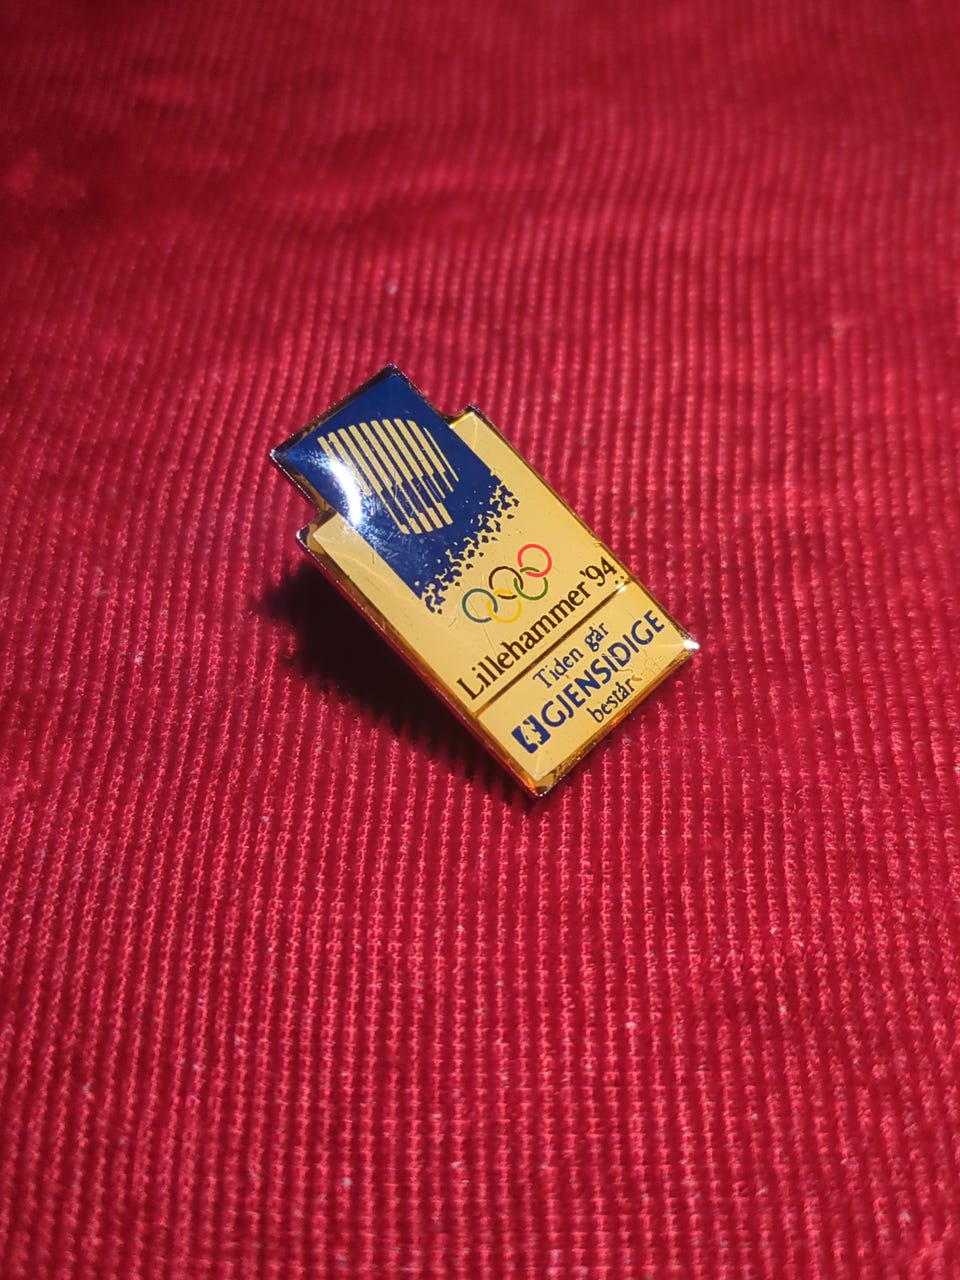 Lillehammer'94
Tiden går
GJENSIDIGE
består